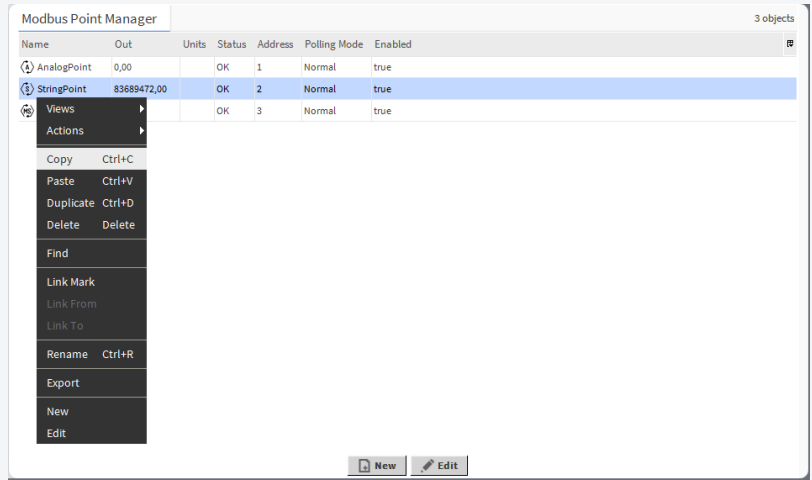 Modbus Point Manager
3 objects
Name Out Units Status Address Polling Mode Enabled
AnalogPoint 0,00 OK 1 Normal true
StringPoint 83689472,00 OK 2 Normal true
OK 3 Normal true
Views
Actions
Copy Ctrl+C
Paste Ctrl+V
Duplicate Ctrl+D
Delete Delete
Find
Link Mark
Link From
Link To
Rename Ctrl+R
Export
New
Edit
New Edit